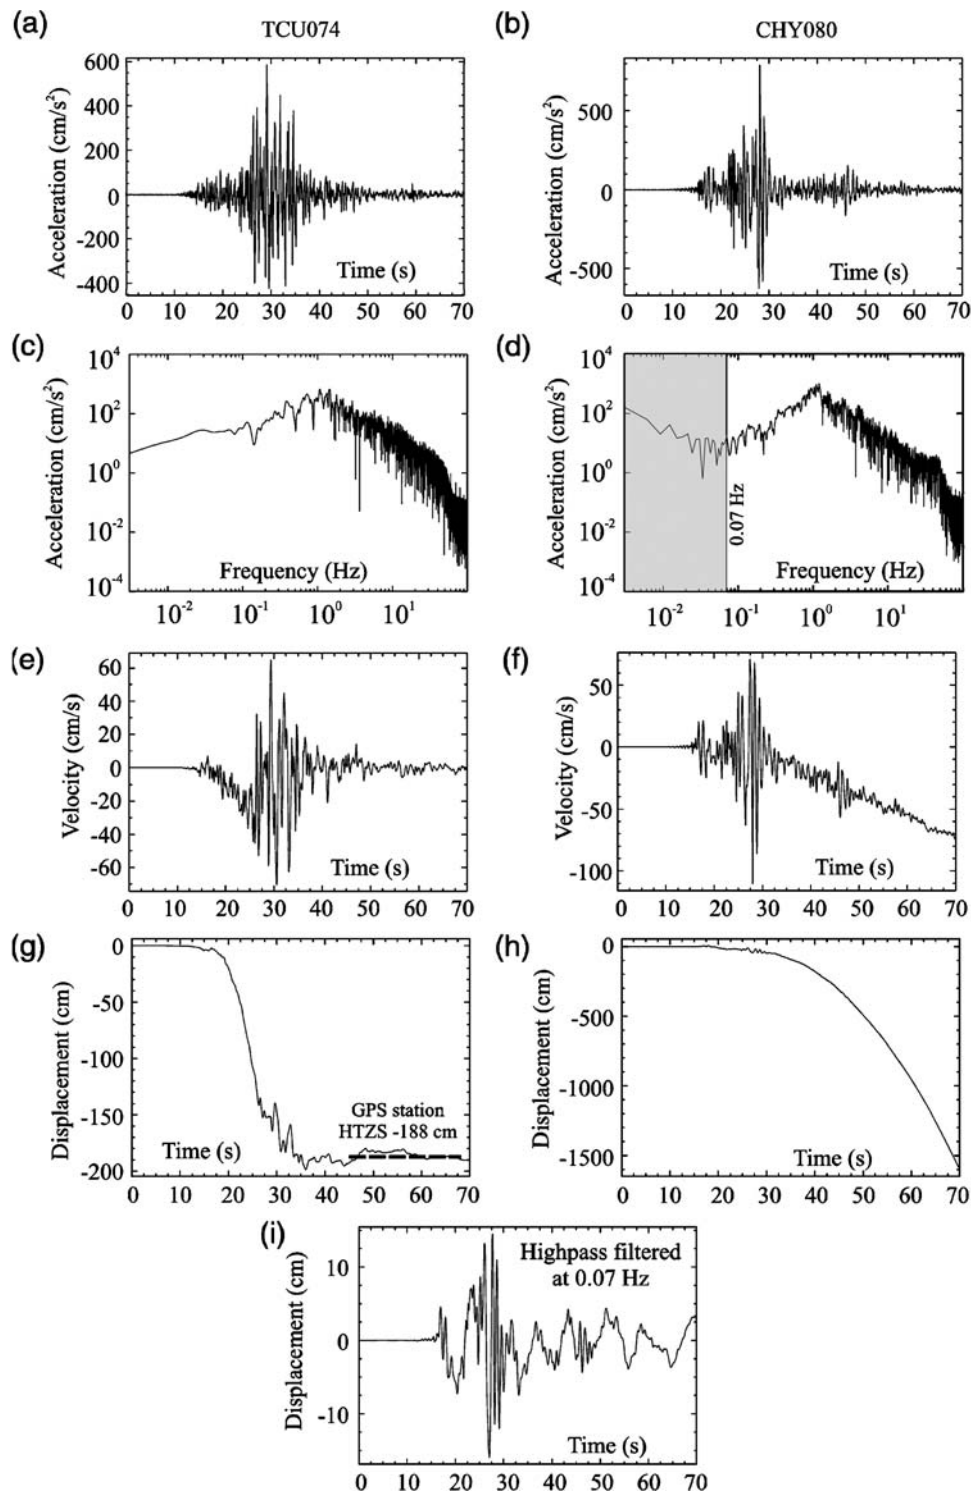 (a) TCU074
(b) CHY080
600
400
200
0
-200
-400
Acceleration (cm/s²)
Time (s)
0 10 20 30 40 50 60 70
500
0
-500
Acceleration (cm/s²)
Time (s)
0 10 20 30 40 50 60 70
(c)
10⁴
10²
10⁰
10⁻²
10⁻⁴
Acceleration (cm/s²)
Frequency (Hz)
10⁻² 10⁻¹ 10⁰ 10¹
(d)
10⁴
10²
10⁰
10⁻²
10⁻⁴
Acceleration (cm/s²)
0.07 Hz
Frequency (Hz)
10⁻² 10⁻¹ 10⁰ 10¹
(e)
60
40
20
0
-20
-40
-60
Velocity (cm/s)
Time (s)
0 10 20 30 40 50 60 70
(f)
50
0
-50
-100
Velocity (cm/s)
Time (s)
0 10 20 30 40 50 60 70
(g)
0
-50
-100
-150
-200
Displacement (cm)
GPS station
HTZS -188 cm
Time (s)
0 10 20 30 40 50 60 70
(h)
0
-500
-1000
-1500
Displacement (cm)
Time (s)
0 10 20 30 40 50 60 70
(i)
10
0
-10
Displacement (cm)
Highpass filtered
at 0.07 Hz
Time (s)
0 10 20 30 40 50 60 70